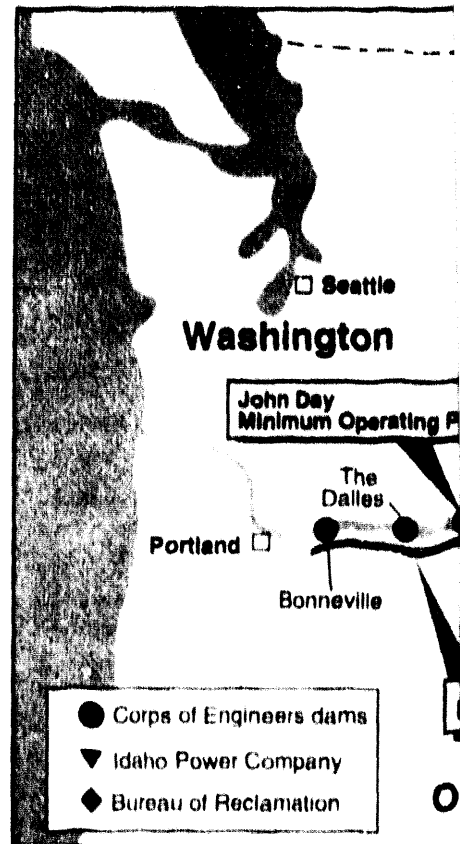 Seattle
Washington
John Day
Minimum Operating P
The
Dalles
Portland
Bonneville
Corps of Engineers dams
Idaho Power Company
Bureau of Reclamation
O